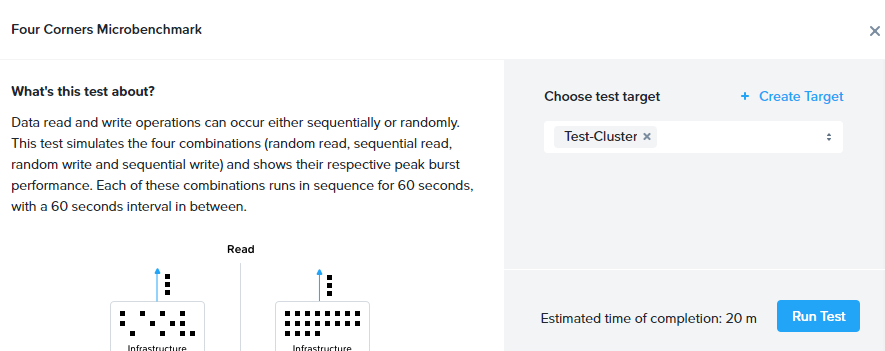 Four Corners Microbenchmark
What's this test about?
Data read and write operations can occur either sequentially or randomly.
This test simulates the four combinations (random read, sequential read,
random write and sequential write) and shows their respective peak burst
performance. Each of these combinations runs in sequence for 60 seconds,
with a 60 seconds interval in between.
Read
Infrastructure
Infrastructure
Choose test target
+ Create Target
Test-Cluster ×
Estimated time of completion: 20 m
Run Test